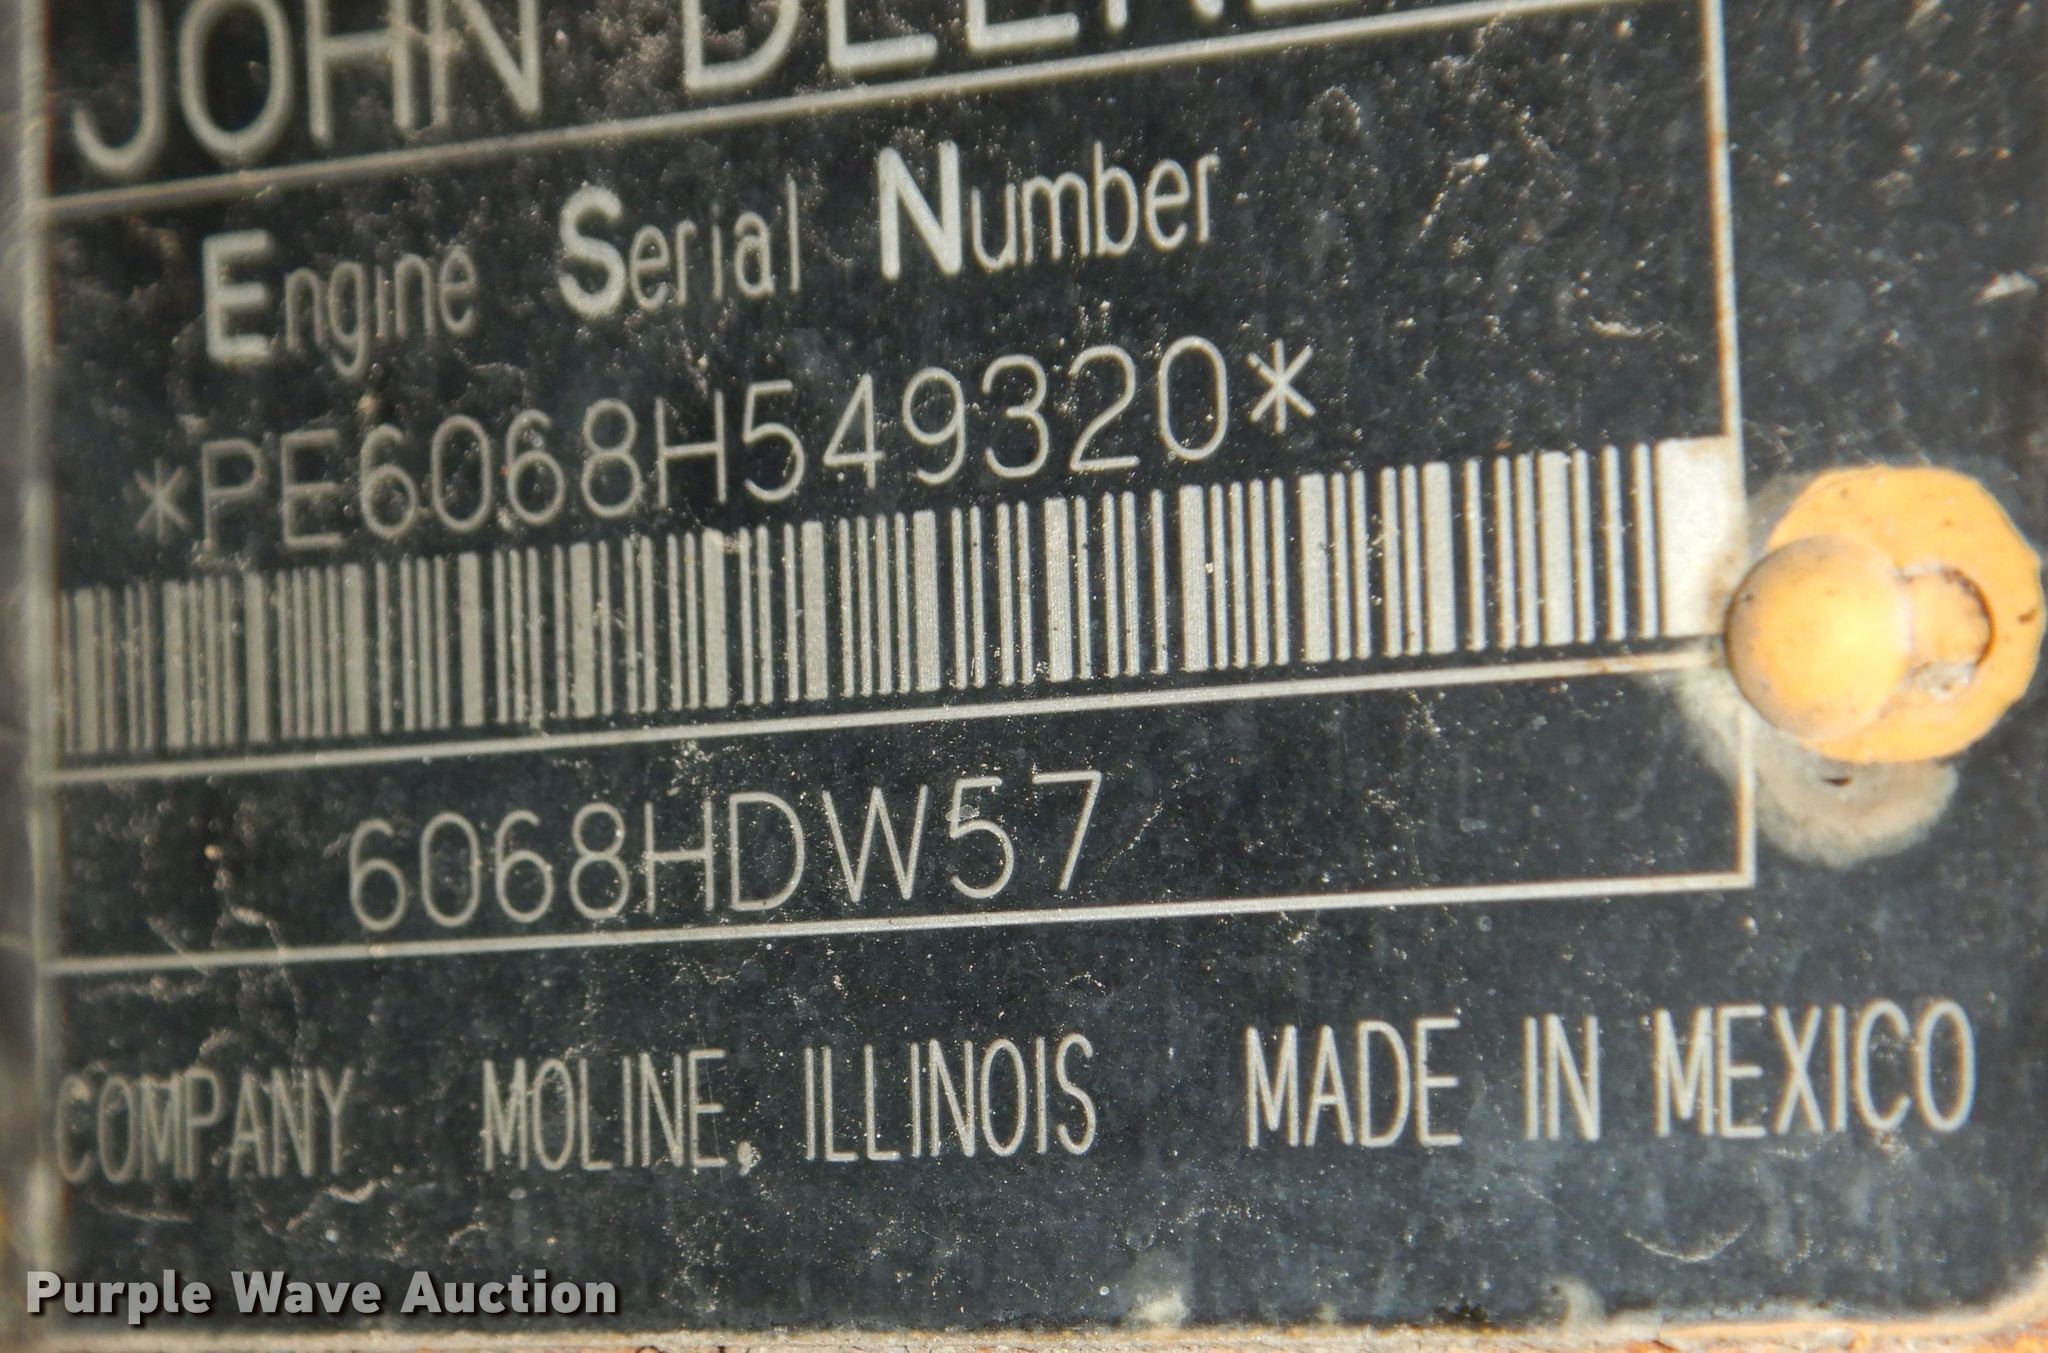 JOHN DEERE
Engine Serial Number
*PE6068H549320*
6068HDW57
COMPANY MOLINE, ILLINOIS MADE IN MEXICO
Purple Wave Auction